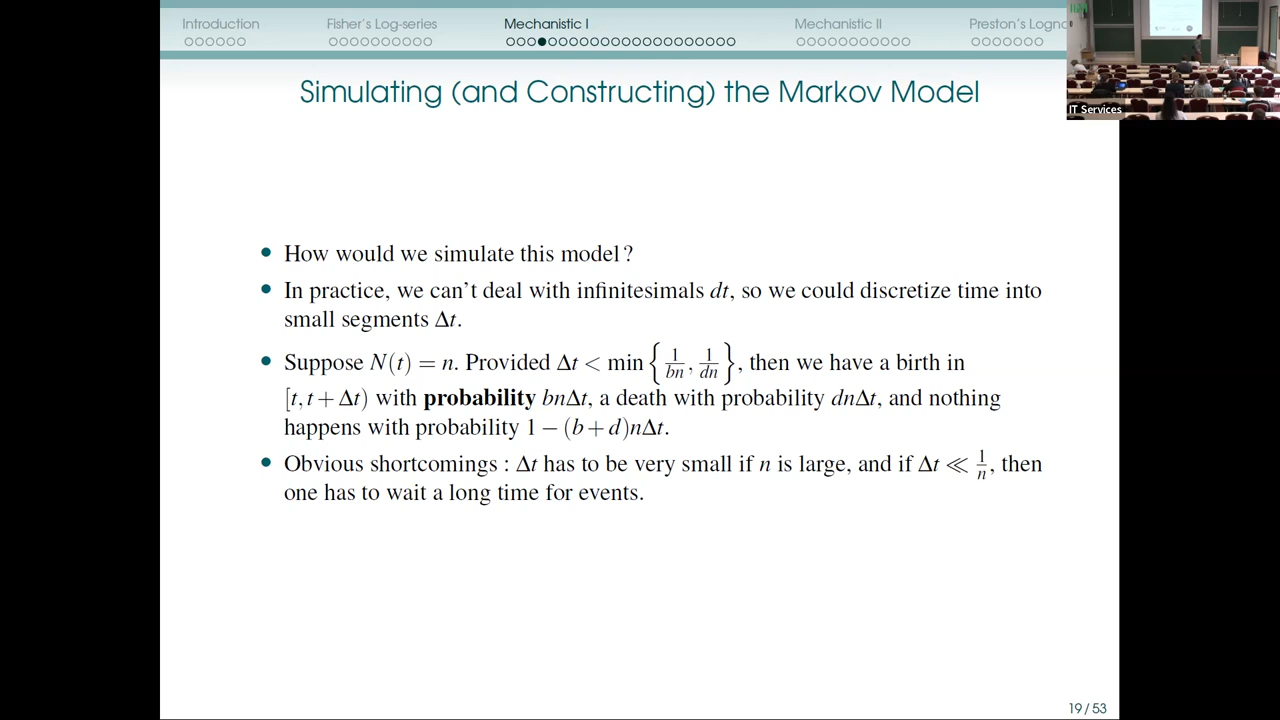 Introduction Fisher's Log-series Mechanistic I Mechanistic II Preston's Logno
IT Services
Simulating (and Constructing) the Markov Model
• How would we simulate this model ?
• In practice, we can't deal with infinitesimals dt, so we could discretize time into
small segments Δt.
• Suppose N(t) = n. Provided Δt < min { 1/bn , 1/dn }, then we have a birth in
[t, t + Δt) with probability bnΔt, a death with probability dnΔt, and nothing
happens with probability 1 − (b + d)nΔt.
• Obvious shortcomings : Δt has to be very small if n is large, and if Δt ≪ 1/n, then
one has to wait a long time for events.
19 / 53